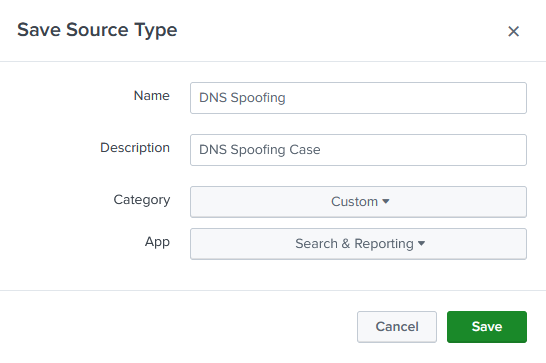 Save Source Type
Name DNS Spoofing
Description DNS Spoofing Case
Category Custom
App Search & Reporting
Cancel Save